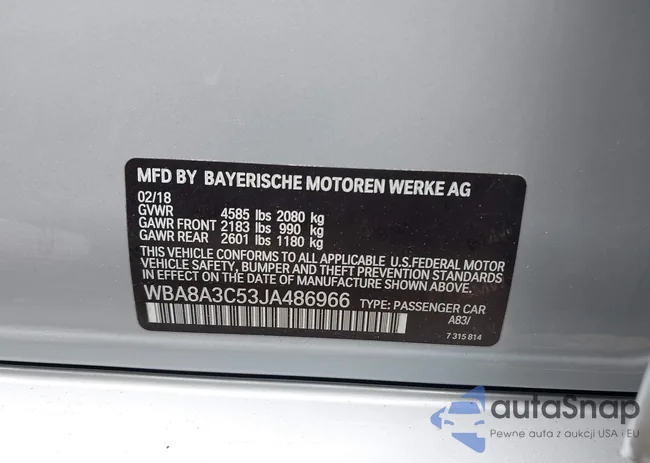 MFD BY BAYERISCHE MOTOREN WERKE AG
02/18
GVWR 4585 lbs 2080 kg
GAWR FRONT 2183 lbs 990 kg
GAWR REAR 2601 lbs 1180 kg
THIS VEHICLE CONFORMS TO ALL APPLICABLE U.S.FEDERAL MOTOR
VEHICLE SAFETY, BUMPER AND THEFT PREVENTION STANDARDS
IN EFFECT ON THE DATE OF MANUFACTURE SHOWN ABOVE
WBA8A3C53JA486966 TYPE: PASSENGER CAR
A83/
7 315 814
autaSnap
Pewne auta z aukcji USA i EU